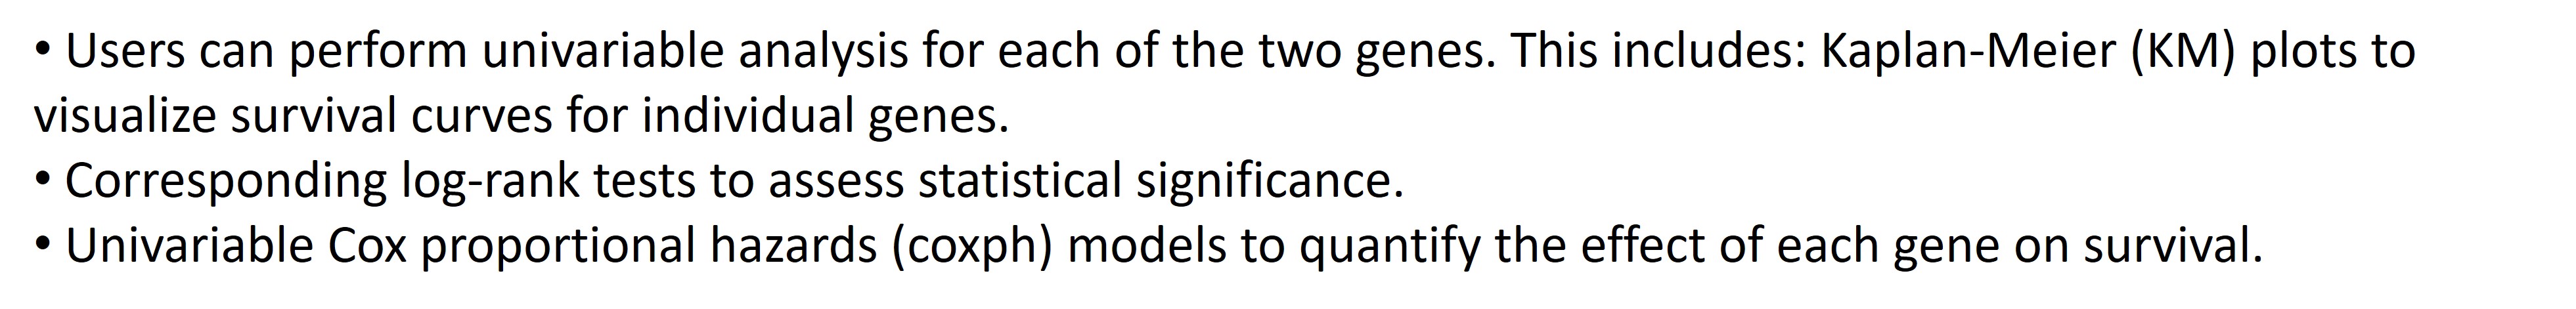 • Users can perform univariable analysis for each of the two genes. This includes: Kaplan-Meier (KM) plots to
visualize survival curves for individual genes.
• Corresponding log-rank tests to assess statistical significance.
• Univariable Cox proportional hazards (coxph) models to quantify the effect of each gene on survival.